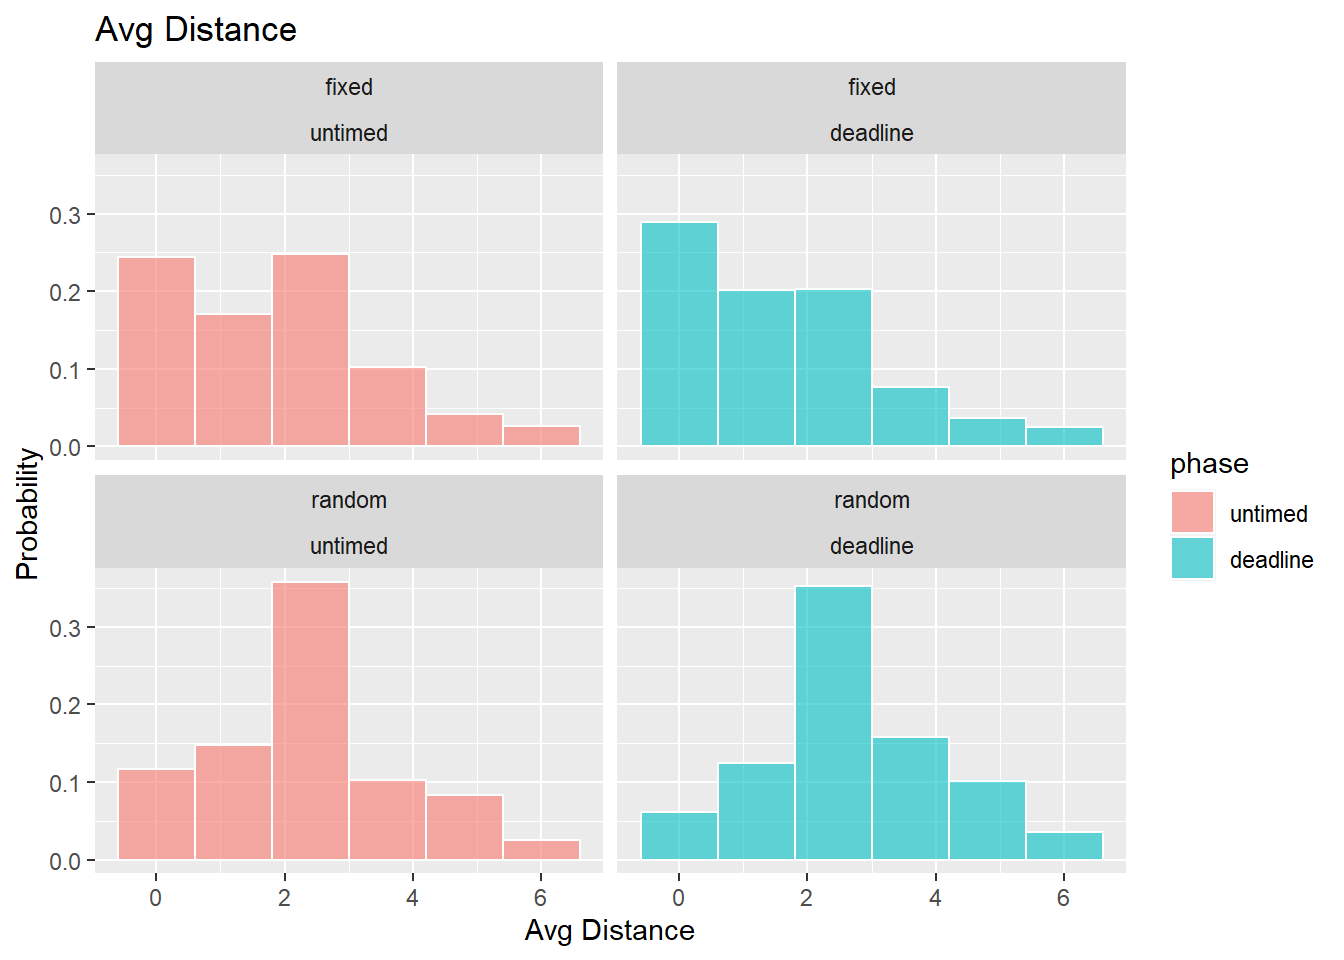 Avg Distance
fixed
untimed
fixed
deadline
0.3
0.2
0.1
0.0
random
untimed
random
deadline
0.3
0.2
0.1
0.0
0
2
4
6
0
2
4
6
Avg Distance
Probability
phase
untimed
deadline